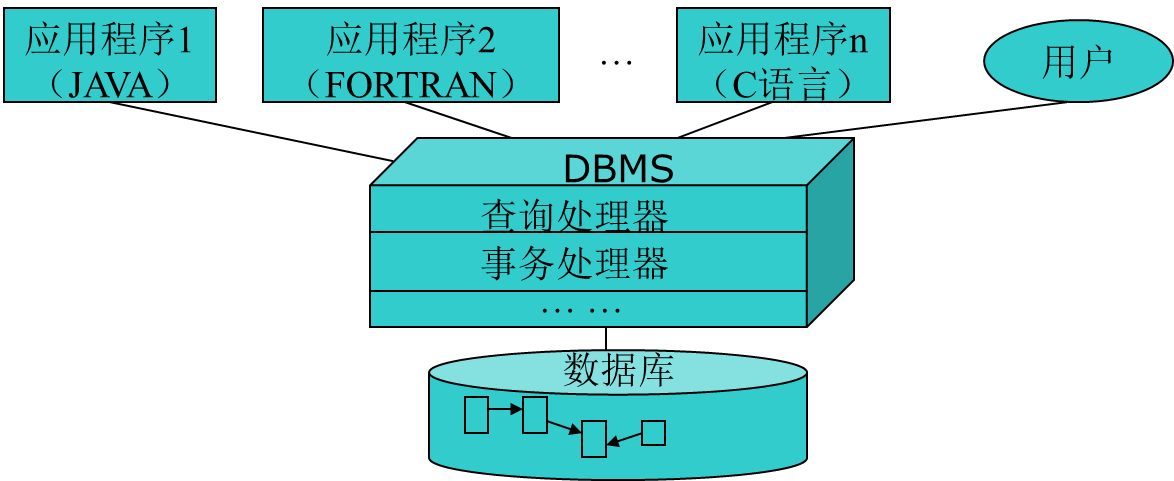 应用程序1
（JAVA）
应用程序2
（FORTRAN）
…
应用程序n
（C语言）
用户
DBMS
查询处理器
事务处理器
… …
数据库